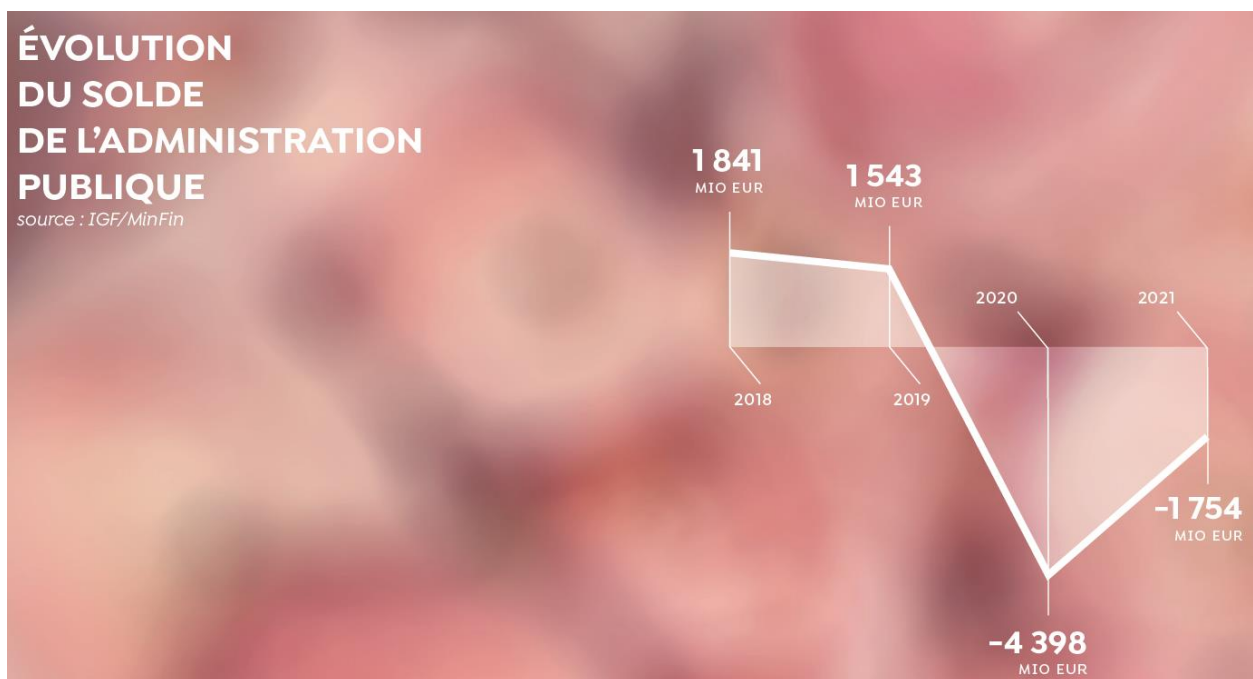 ÉVOLUTION
DU SOLDE
DE L'ADMINISTRATION
PUBLIQUE
source : IGF/MinFin
1 841
MIO EUR
1 543
MIO EUR
2020
2021
2018
2019
-1 754
MIO EUR
-4 398
MIO EUR